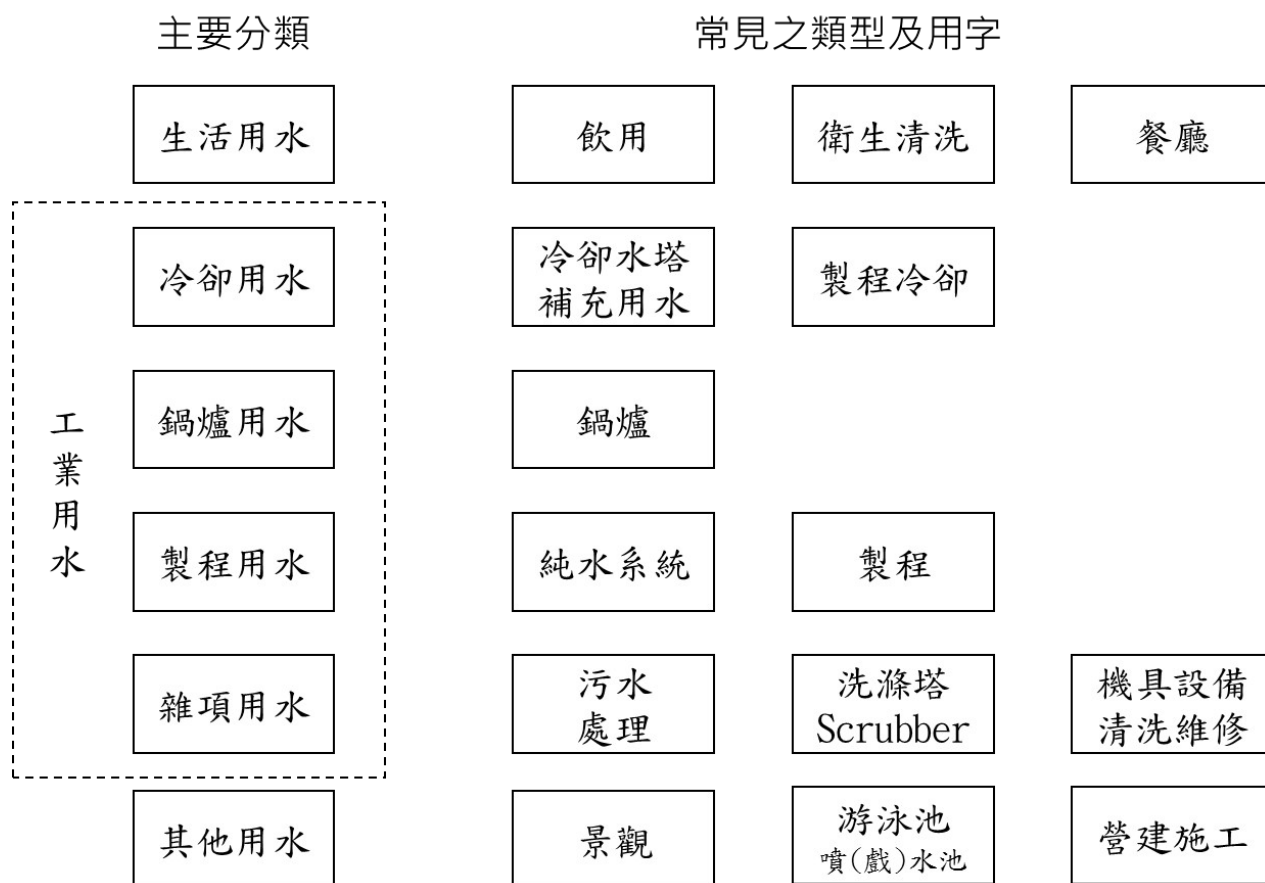 主要分類
常見之類型及用字
生活用水
飲用
衛生清洗
餐廳
工業用水
冷卻用水
冷卻水塔
補充用水
製程冷卻
鍋爐用水
鍋爐
製程用水
純水系統
製程
雜項用水
污水
處理
洗滌塔
Scrubber
機具設備
清洗維修
其他用水
景觀
游泳池
噴(戲)水池
營建施工